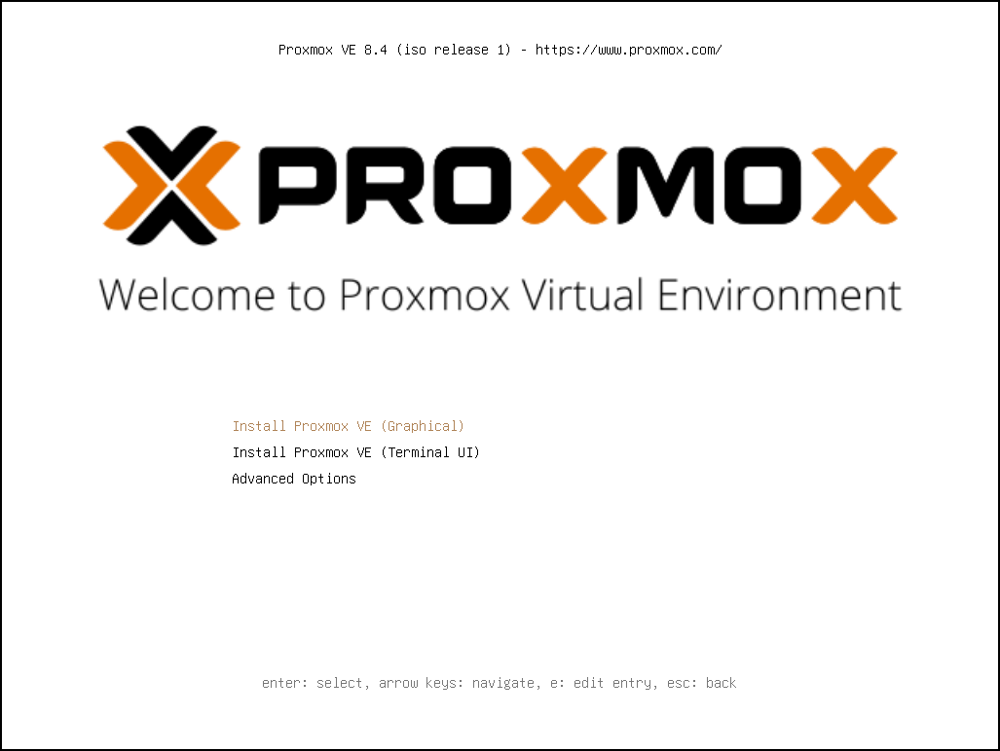 Proxmox VE 8.4 (iso release 1) - https://www.proxmox.com/
PROXMOX
Welcome to Proxmox Virtual Environment
Install Proxmox VE (Graphical)
Install Proxmox VE (Terminal UI)
Advanced Options
enter: select, arrow keys: navigate, e: edit entry, esc: back